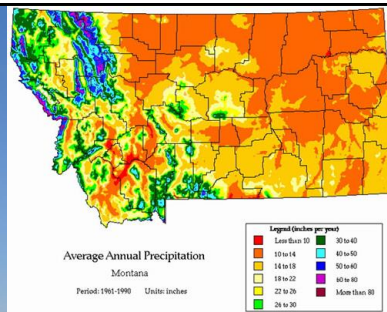 Average Annual Precipitation
Montana
Period: 1961-1990 Units: inches
Legend (inches per year)
Less than 10
10 to 14
14 to 18
18 to 22
22 to 26
26 to 30
30 to 40
40 to 50
50 to 60
60 to 80
More than 80